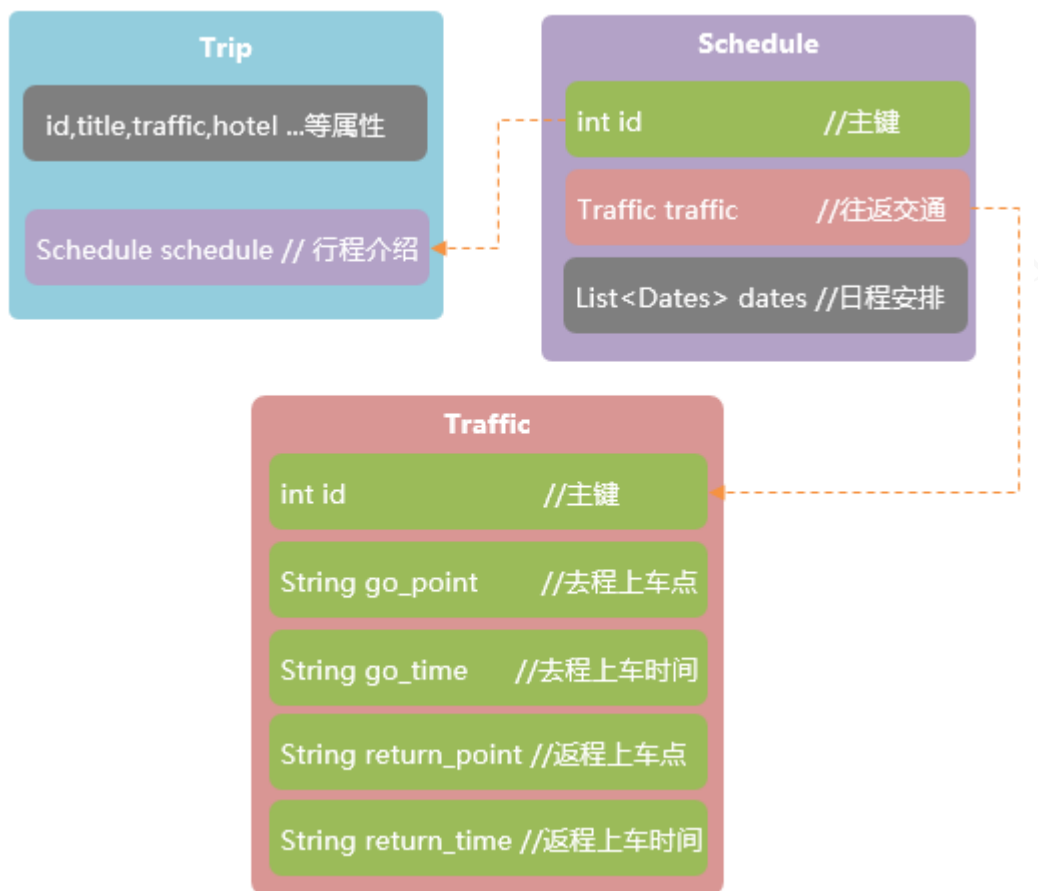 Trip
id,title,traffic,hotel ...等属性
Schedule schedule // 行程介绍
Schedule
int id //主键
Traffic traffic //往返交通
List<Dates> dates //日程安排
Traffic
int id //主键
String go_point //去程上车点
String go_time //去程上车时间
String return_point //返程上车点
String return_time //返程上车时间